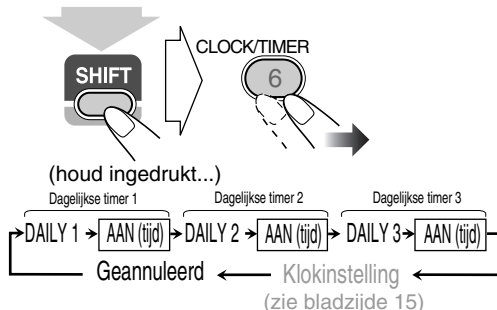 SHIFT
CLOCK/TIMER
6
(houd ingedrukt...)
Dagelijkse timer 1 Dagelijkse timer 2 Dagelijkse timer 3
DAILY 1 AAN (tijd) DAILY 2 AAN (tijd) DAILY 3 AAN (tijd)
Geannuleerd Klokinstelling
(zie bladzijde 15)